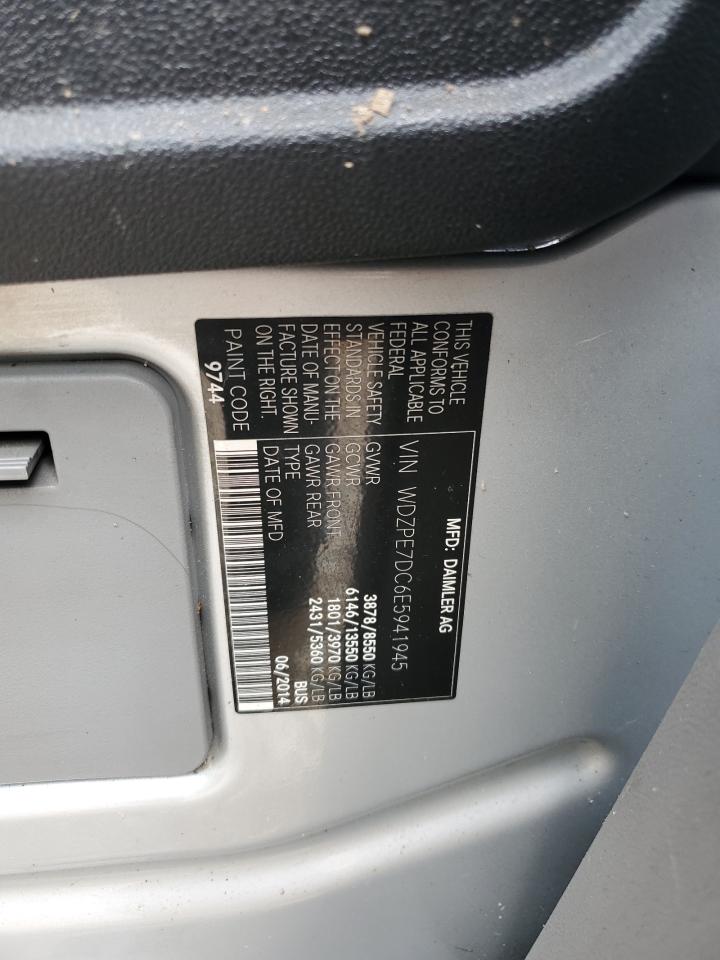 MFD: DAIMLER AG
VIN WDZPE7DC6E5941945
THIS VEHICLE
CONFORMS TO
ALL APPLICABLE
FEDERAL
VEHICLE SAFETY
STANDARDS IN
EFFECT ON THE
DATE OF MANU-
FACTURE SHOWN
ON THE RIGHT.
PAINT CODE
9744
GVWR 3878/8550 KG/LB
GCWR 6146/13550 KG/LB
GAWR FRONT 1801/3970 KG/LB
GAWR REAR 2431/5360 KG/LB
TYPE BUS
DATE OF MFD 06/2014